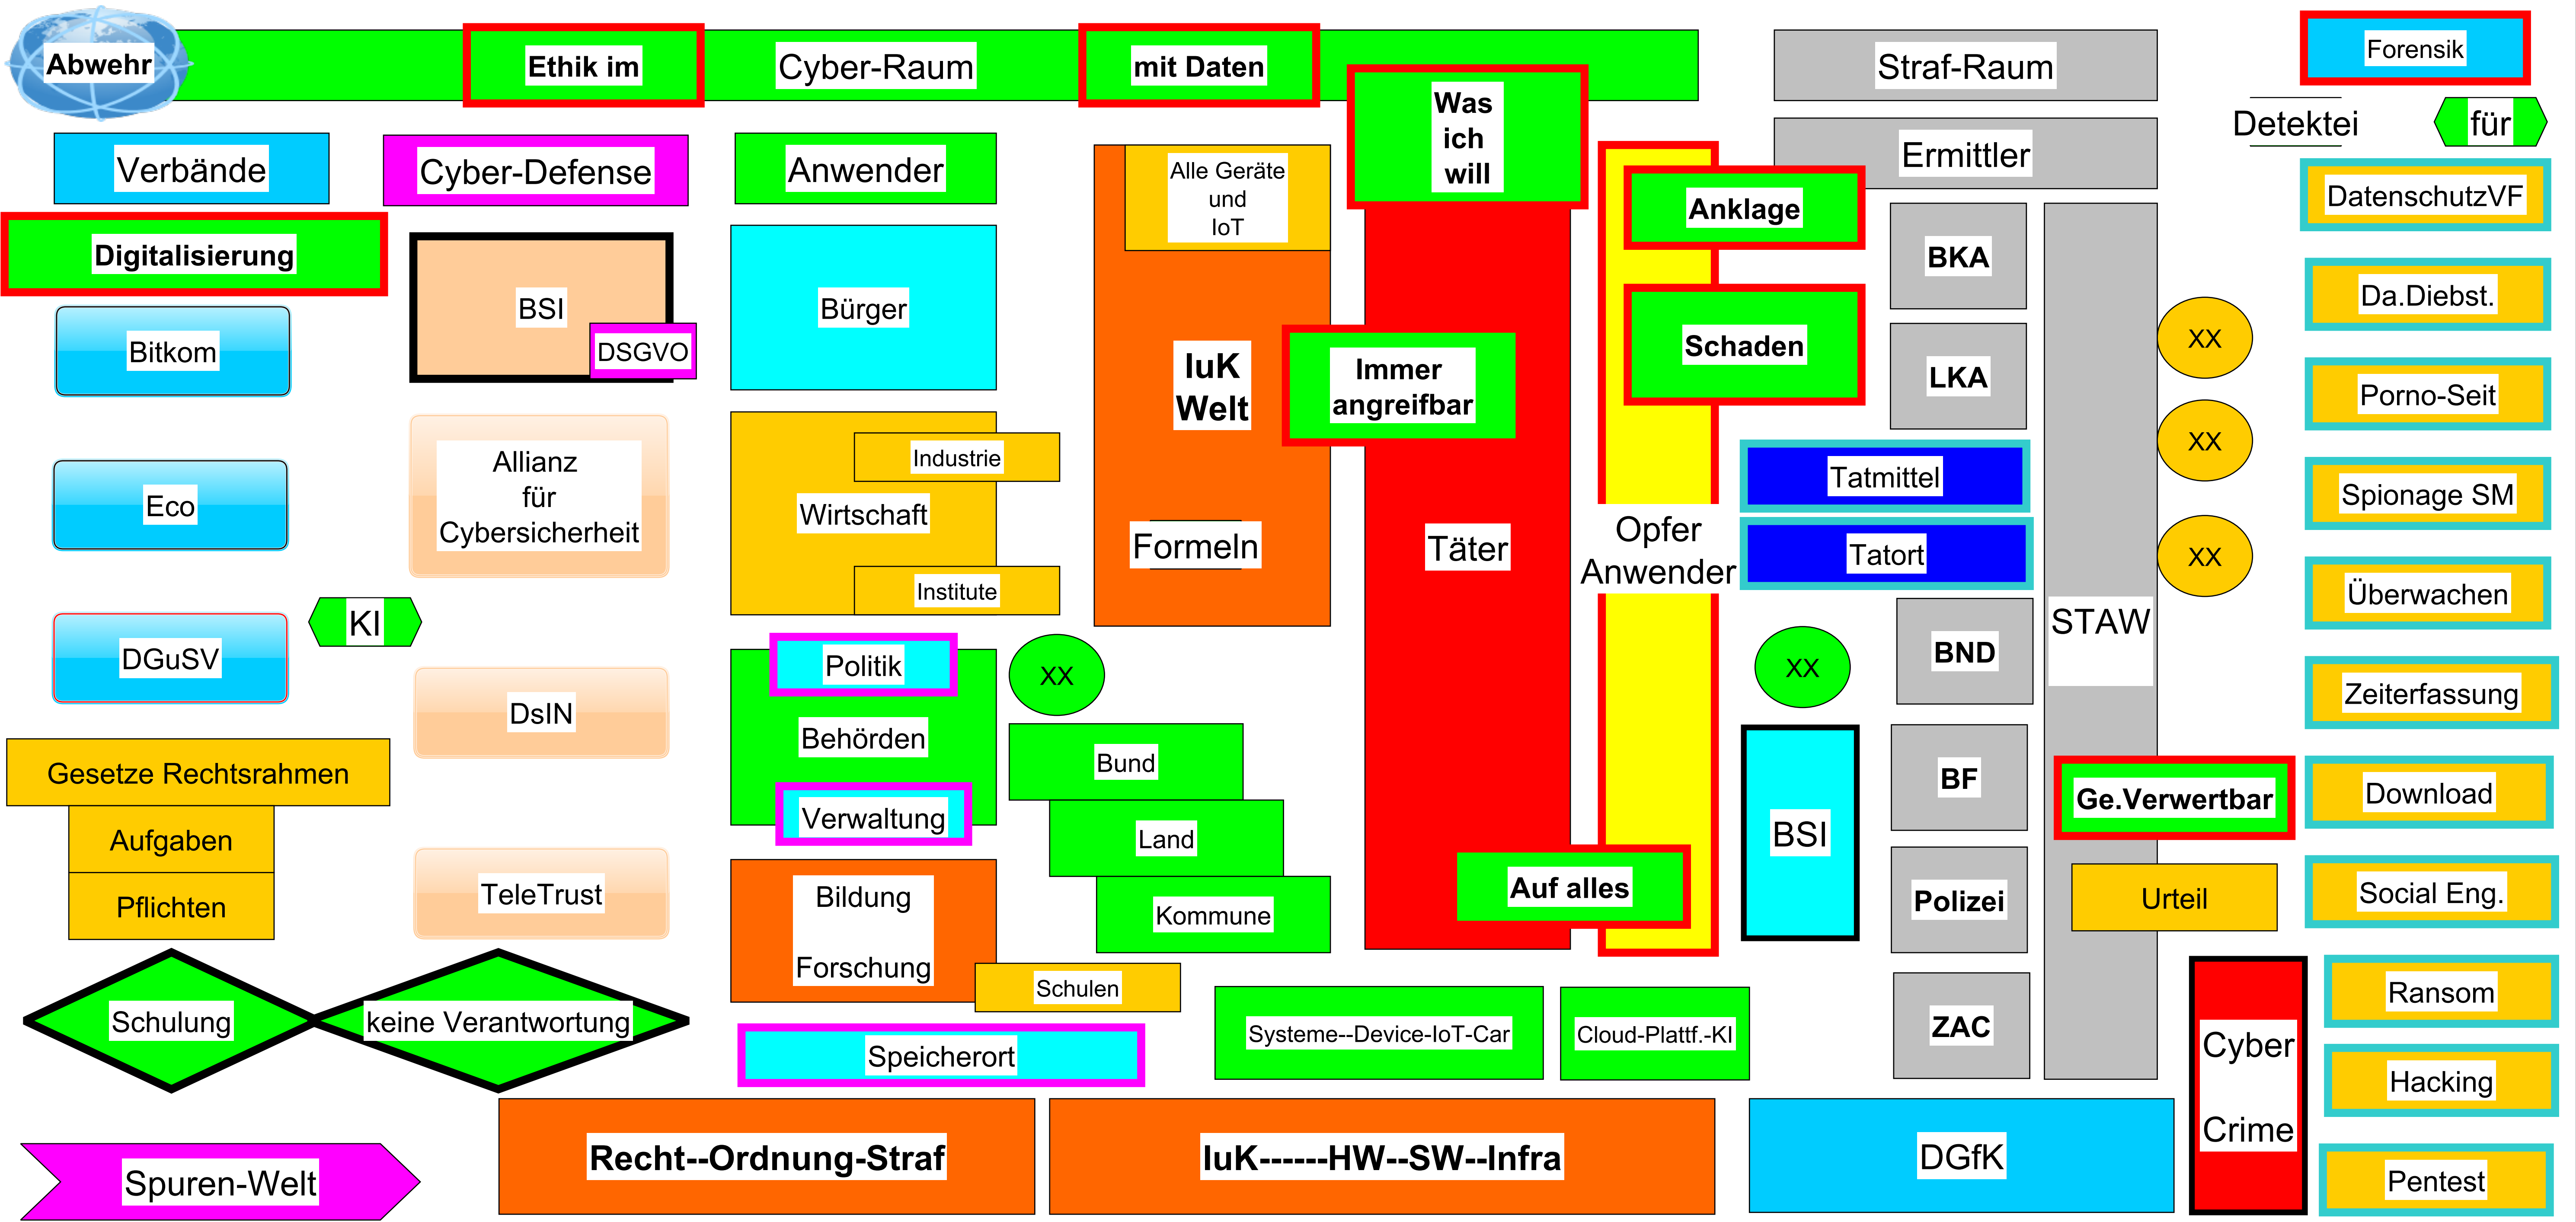 Abwehr
Ethik im
Cyber-Raum
mit Daten
Was
ich
will
Straf-Raum
Forensik
Detektei
für
Verbände
Cyber-Defense
Anwender
Alle Geräte
und
IoT
Ermittler
Anklage
DatenschutzVF
Digitalisierung
BSI
DSGVO
Bürger
IuK
Welt
Immer
angreifbar
Schaden
BKA
LKA
Da.Diebst.
XX
Bitkom
Porno-Seit
XX
Eco
Allianz
für
Cybersicherheit
Industrie
Wirtschaft
Institute
Formeln
Täter
Opfer
Anwender
Tatmittel
Tatort
Spionage SM
XX
Überwachen
STAW
KI
DGuSV
DsIN
Politik
Behörden
Verwaltung
XX
XX
BND
Zeiterfassung
Gesetze Rechtsrahmen
Aufgaben
Pflichten
TeleTrust
Bund
Land
Kommune
BSI
BF
Ge.Verwertbar
Download
Bildung
Forschung
Schulen
Auf alles
Polizei
Urteil
Social Eng.
Schulung
keine Verantwortung
Speicherort
Systeme--Device-IoT-Car
Cloud-Plattf.-KI
ZAC
Cyber
Crime
Ransom
Hacking
Spuren-Welt
Recht--Ordnung-Straf
IuK------HW--SW--Infra
DGfK
Pentest